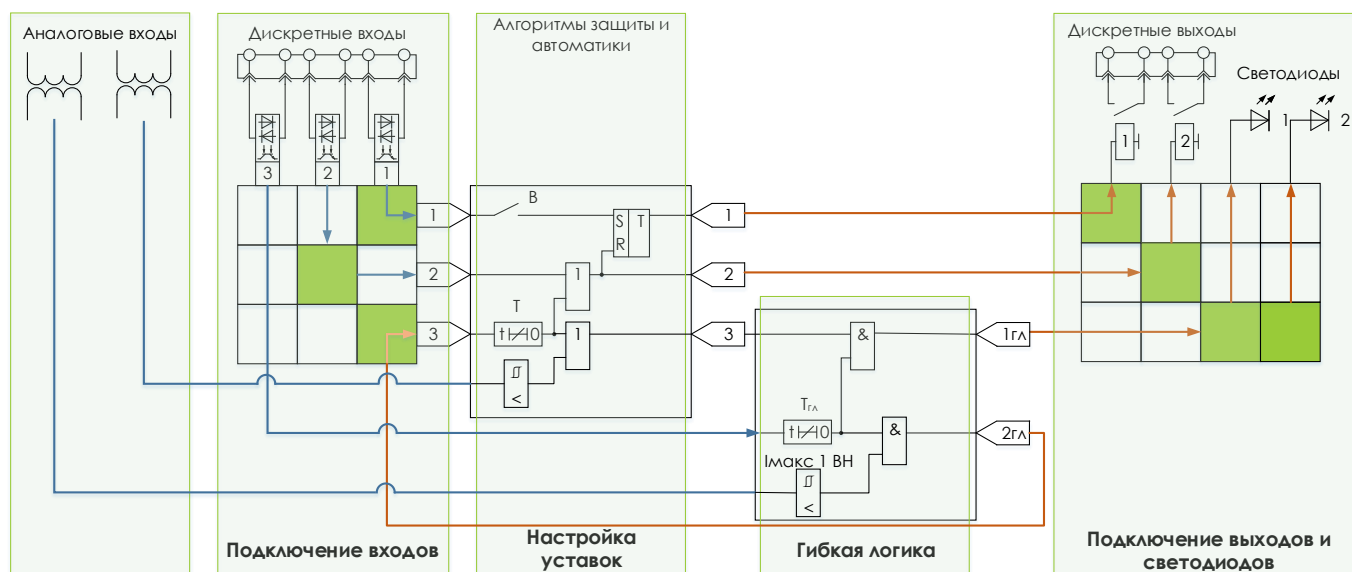 Аналоговые входы
Дискретные входы
Алгоритмы защиты и
автоматики
Дискретные выходы
Светодиоды
1
2
1
2
3
2
1
1
2
3
B
S
T
R
1
T
t
0
1
<
1
2
3
&
Tгл
t
0
&
Iмакс 1 ВН
<
1гл
2гл
Подключение входов
Настройка
уставок
Гибкая логика
Подключение выходов и
светодиодов